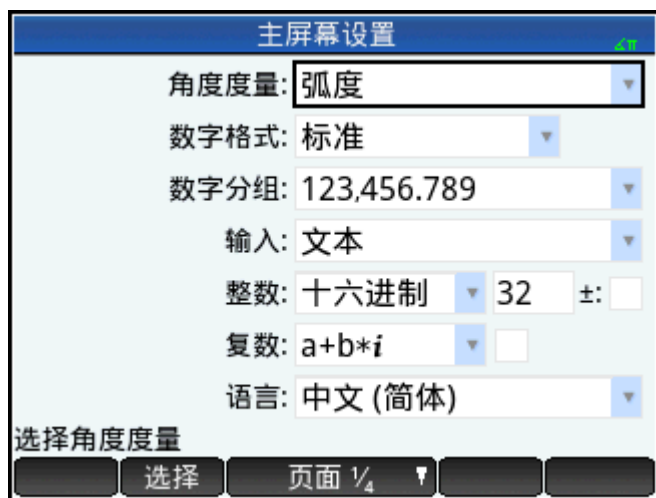 主屏幕设置
∡π
角度度量: 弧度
数字格式: 标准
数字分组: 123,456.789
输入: 文本
整数: 十六进制 32 ±:
复数: a+b*i
语言: 中文 (简体)
选择角度度量
选择 页面 ¼